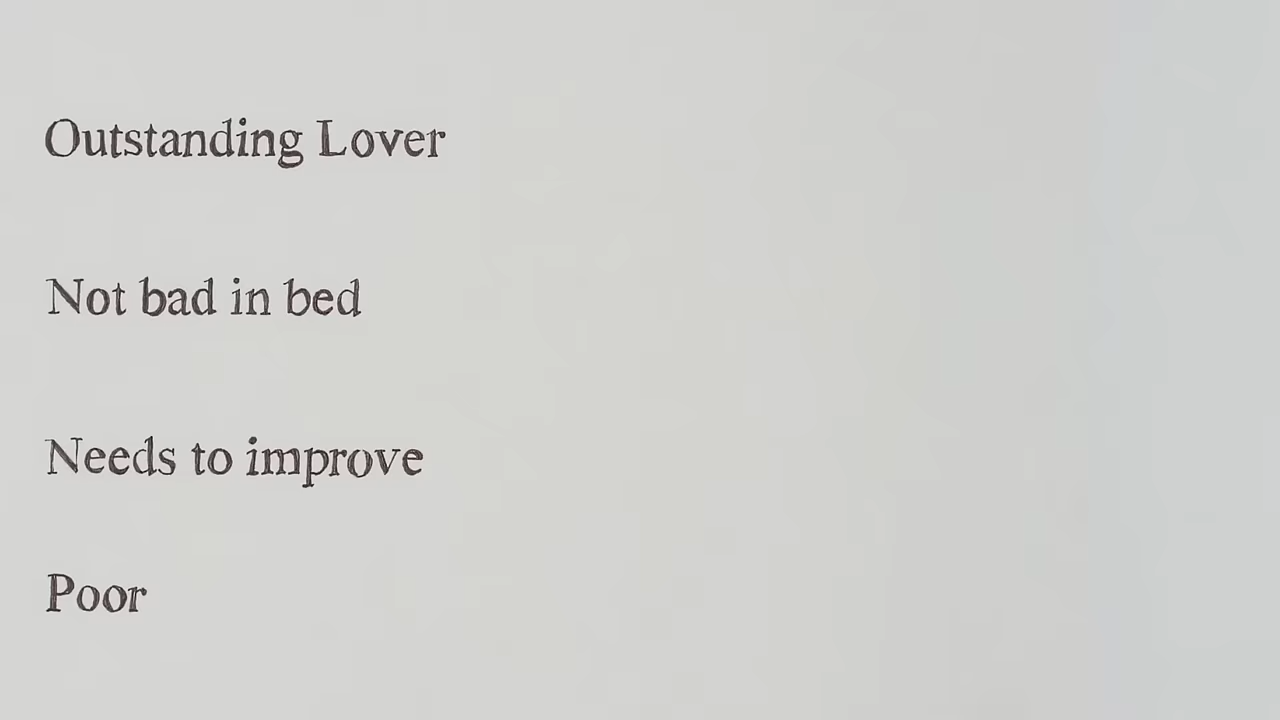 Outstanding Lover
Not bad in bed
Needs to improve
Poor